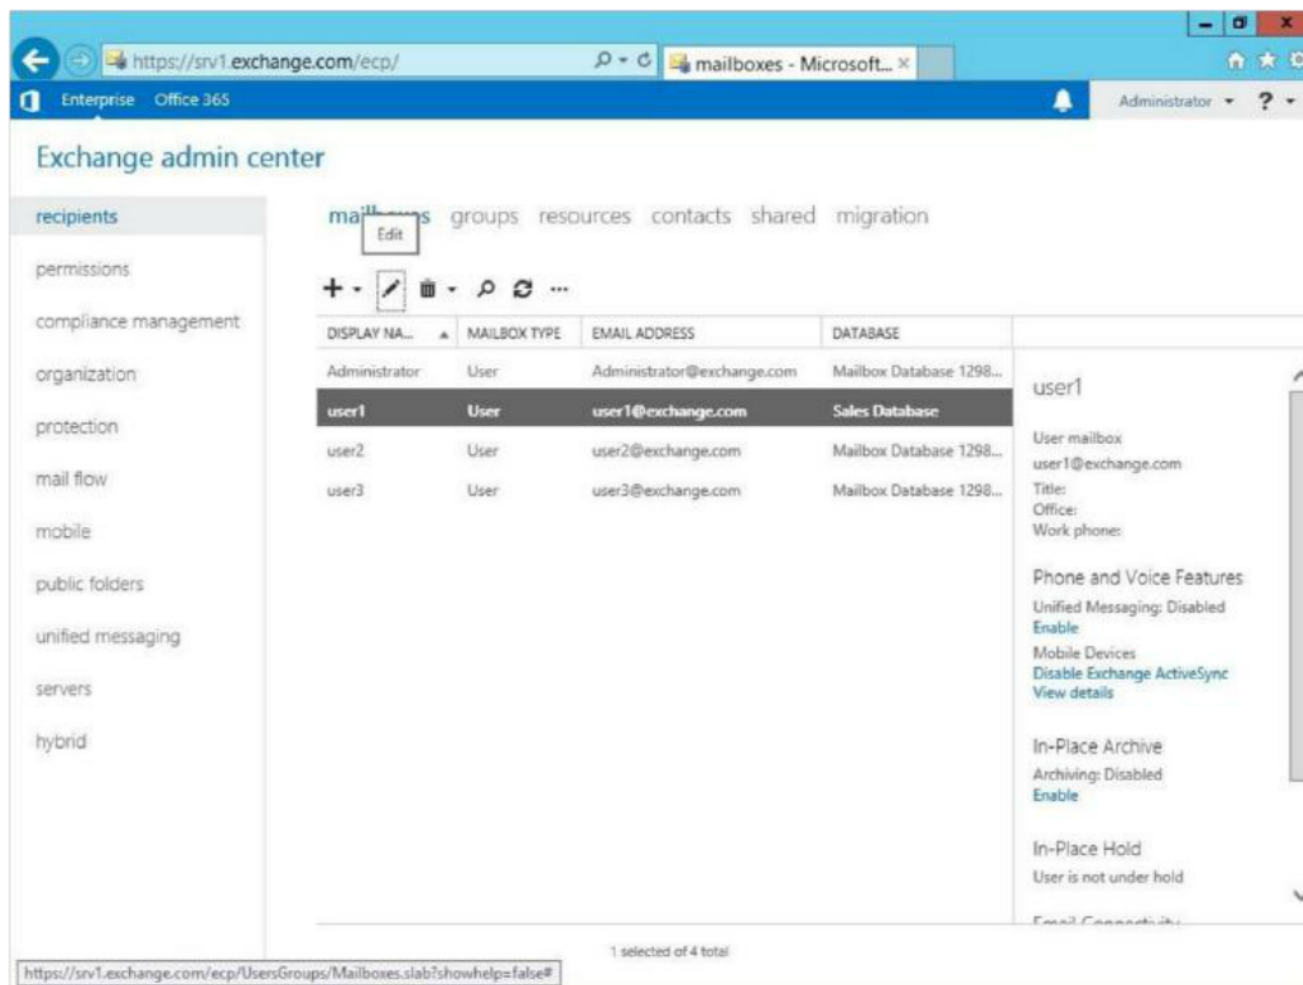 https://srv1.exchange.com/ecp/
mailboxes - Microsoft...
Enterprise Office 365
Administrator ?
Exchange admin center
recipients
permissions
compliance management
organization
protection
mail flow
mobile
public folders
unified messaging
servers
hybrid
groups resources contacts shared migration
Edit
DISPLAY NA... MAILBOX TYPE EMAIL ADDRESS DATABASE
Administrator User Administrator@exchange.com Mailbox Database 1298...
user1 User user1@exchange.com Sales Database
user2 User user2@exchange.com Mailbox Database 1298...
user3 User user3@exchange.com Mailbox Database 1298...
user1
User mailbox
user1@exchange.com
Title:
Office:
Work phone:
Phone and Voice Features
Unified Messaging: Disabled
Enable
Mobile Devices
Disable Exchange ActiveSync
View details
In-Place Archive
Archiving: Disabled
Enable
In-Place Hold
User is not under hold
Email Connectivity
1 selected of 4 total
https://srv1.exchange.com/ecp/UsersGroups/Mailboxes.slab?showhelp=false#